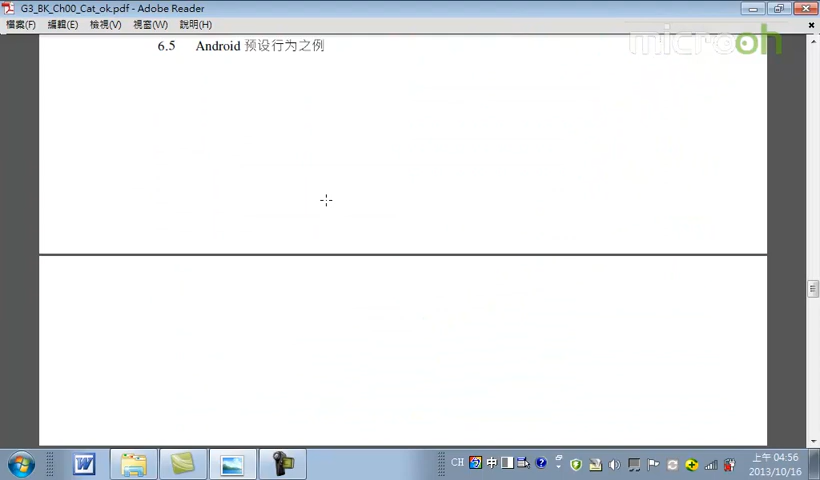 G3_BK_Ch00_Cat_ok.pdf - Adobe Reader
檔案(F) 編輯(E) 檢視(V) 視窗(W) 說明(H)
microoh
6.5 Android 预设行为之例
CH 中
上午 04:56
2013/10/16